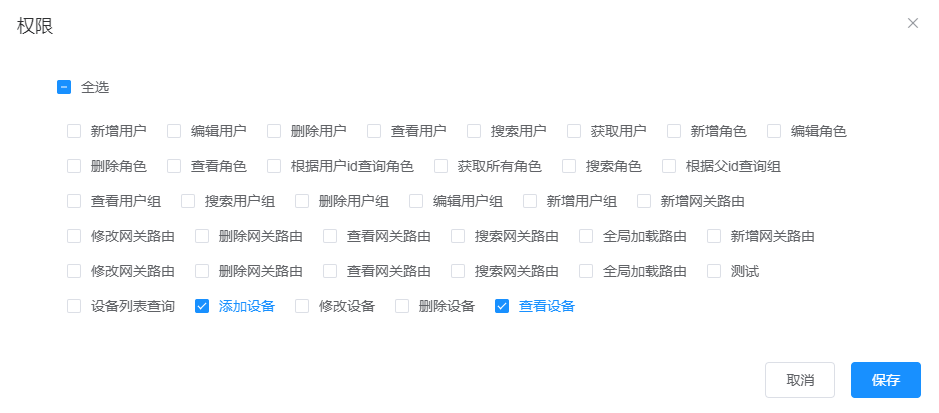 权限
全选
新增用户 编辑用户 删除用户 查看用户 搜索用户 获取用户 新增角色 编辑角色
删除角色 查看角色 根据用户id查询角色 获取所有角色 搜索角色 根据父id查询组
查看用户组 搜索用户组 删除用户组 编辑用户组 新增用户组 新增网关路由
修改网关路由 删除网关路由 查看网关路由 搜索网关路由 全局加载路由 新增网关路由
修改网关路由 删除网关路由 查看网关路由 搜索网关路由 全局加载路由 测试
设备列表查询 添加设备 修改设备 删除设备 查看设备
取消 保存